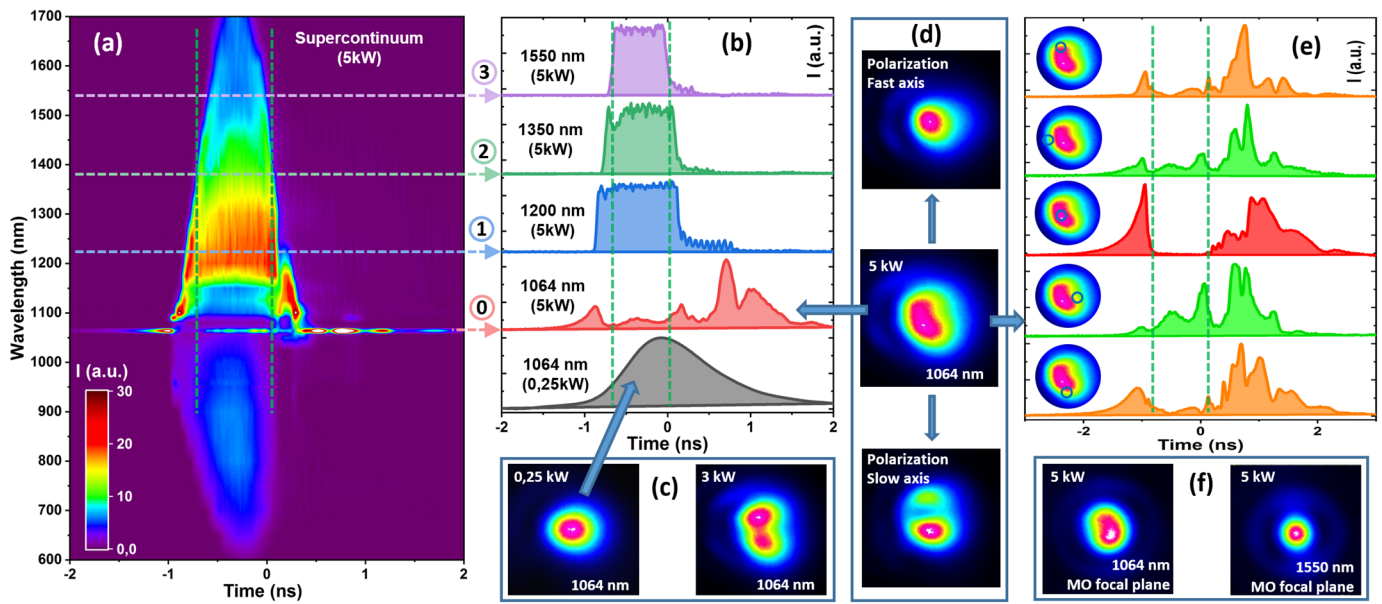 Wavelength (nm)
1700
1600
1500
1400
1300
1200
1100
1000
900
800
700
600
(a)
Supercontinuum
(5kW)
I (a.u.)
30
20
10
0,0
-2
-1
0
1
2
Time (ns)
3
2
1
0
(b)
I (a.u.)
1550 nm
(5kW)
1350 nm
(5kW)
1200 nm
(5kW)
1064 nm
(5kW)
1064 nm
(0,25kW)
-2
-1
0
1
2
Time (ns)
0,25 kW
1064 nm
(c)
3 kW
1064 nm
(d)
Polarization
Fast axis
5 kW
1064 nm
Polarization
Slow axis
(e)
I (a.u.)
-2
0
2
Time (ns)
5 kW
1064 nm
MO focal plane
(f)
5 kW
1550 nm
MO focal plane